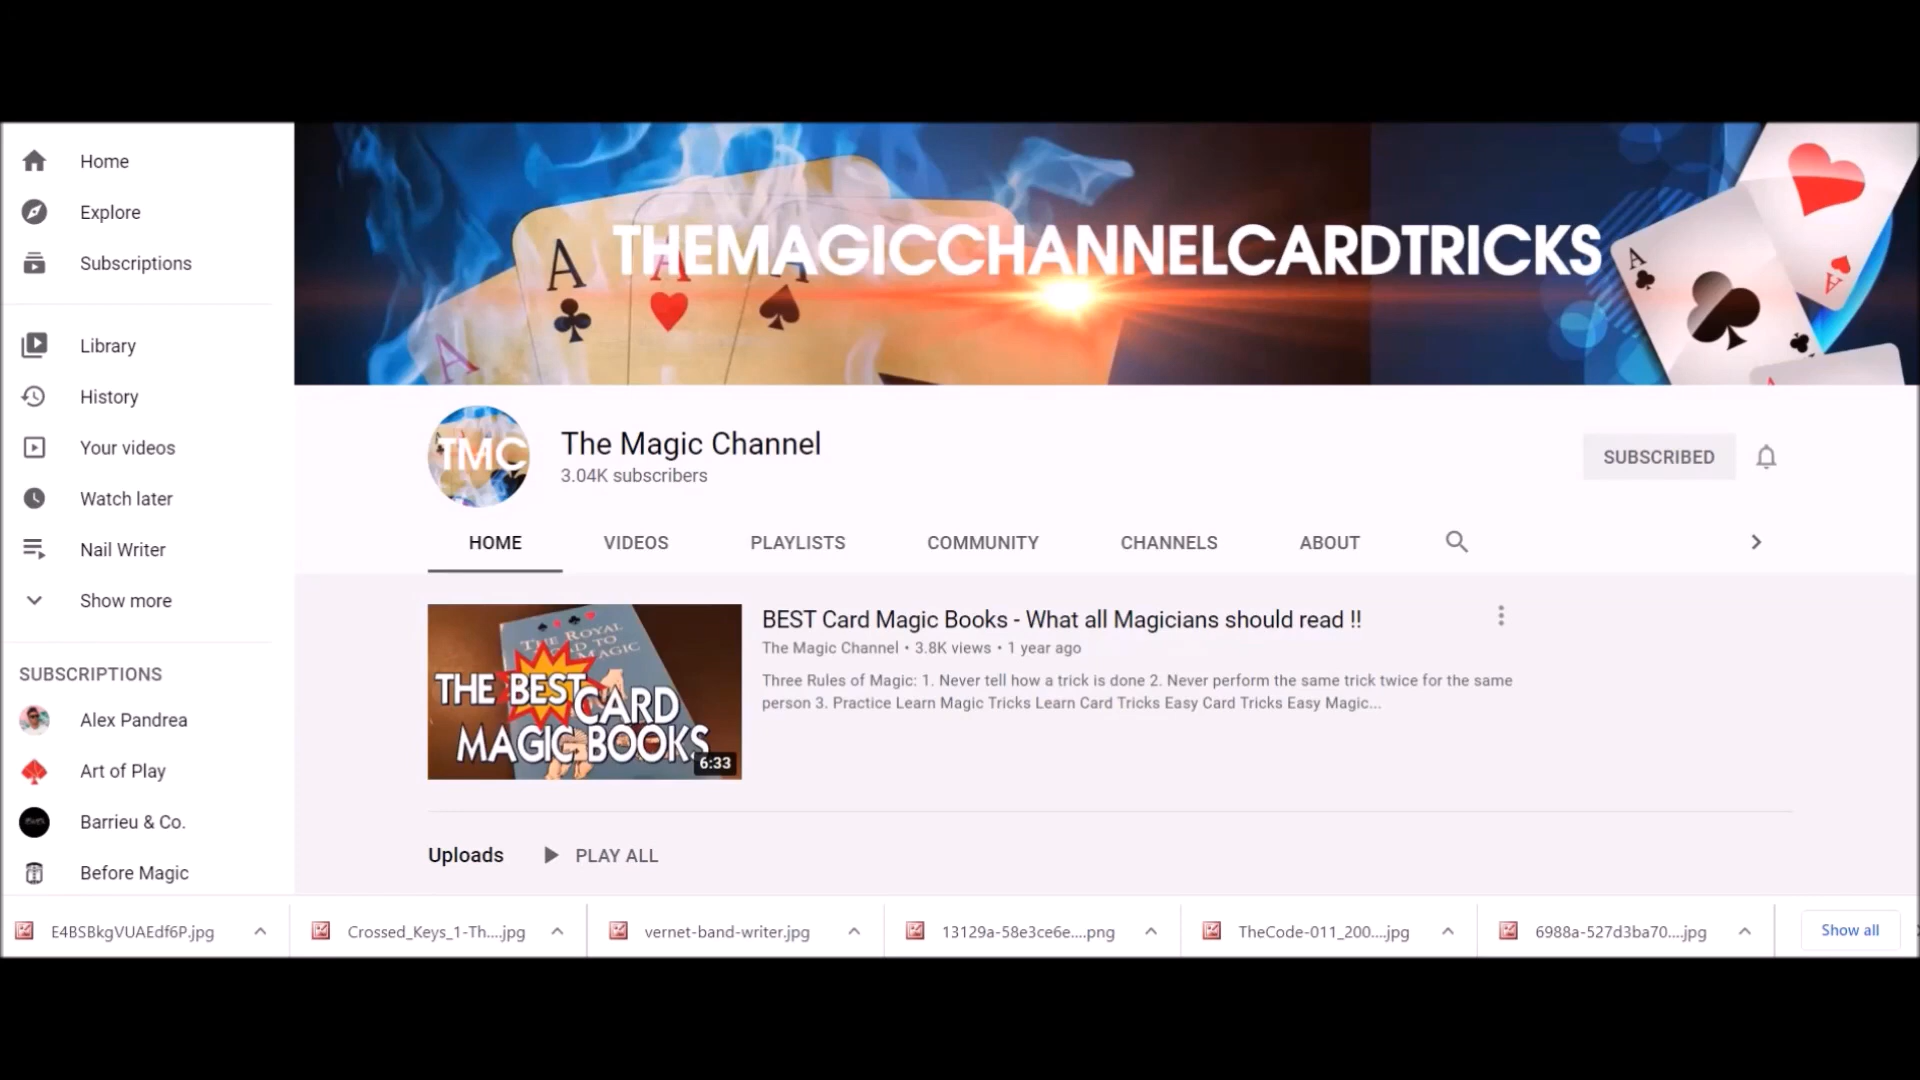 Home
Explore
Subscriptions
Library
History
Your videos
Watch later
Nail Writer
Show more
SUBSCRIPTIONS
Alex Pandrea
Art of Play
Barrieu & Co.
Before Magic
A
A
A
A
THEMAGICCHANNELCARDTRICKS
A
A
TMC
The Magic Channel
3.04K subscribers
SUBSCRIBED
HOME VIDEOS PLAYLISTS COMMUNITY CHANNELS ABOUT
THE ROYAL
ROAD TO
MAGIC
THE BEST
CARD
MAGIC BOOKS
6:33
BEST Card Magic Books - What all Magicians should read !!
The Magic Channel • 3.8K views • 1 year ago
Three Rules of Magic: 1. Never tell how a trick is done 2. Never perform the same trick twice for the same
person 3. Practice Learn Magic Tricks Learn Card Tricks Easy Card Tricks Easy Magic...
Uploads PLAY ALL
E4BSBkgVUAEdf6P.jpg Crossed_Keys_1-Th....jpg vernet-band-writer.jpg 13129a-58e3ce6e....png TheCode-011_200....jpg 6988a-527d3ba70....jpg Show all